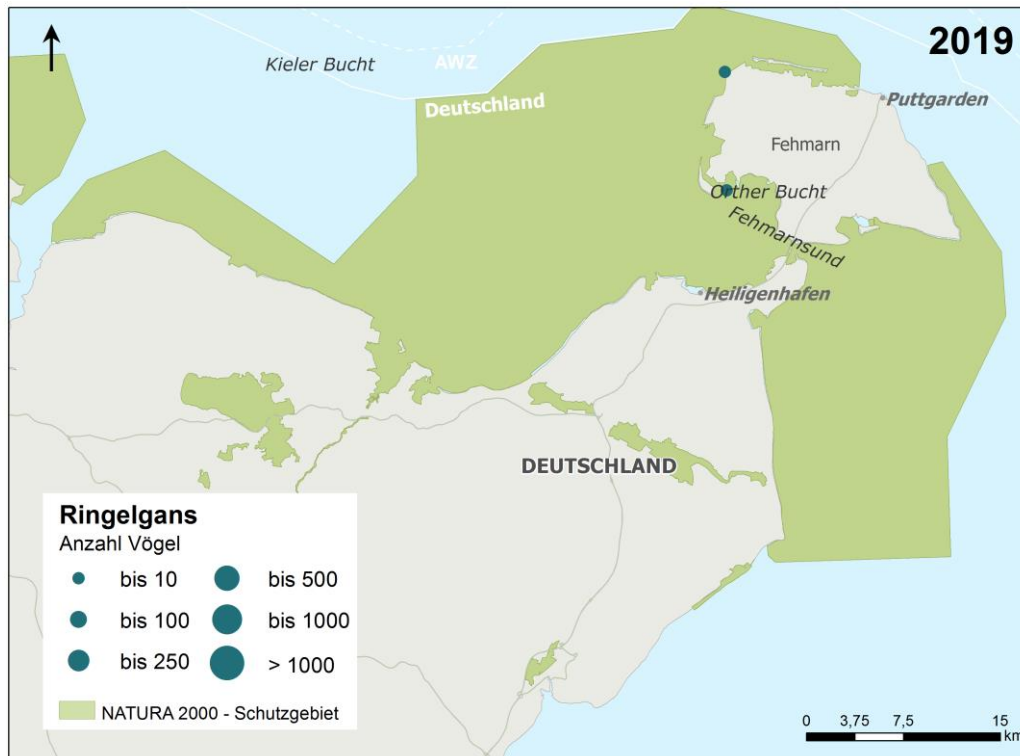 2019
Kieler Bucht
AWZ
Deutschland
Puttgarden
Fehmarn
Orther Bucht
Fehmarnsund
Heiligenhafen
DEUTSCHLAND
Ringelgans
Anzahl Vögel
bis 10
bis 500
bis 100
bis 1000
bis 250
> 1000
NATURA 2000 - Schutzgebiet
0 3,75 7,5 15
km